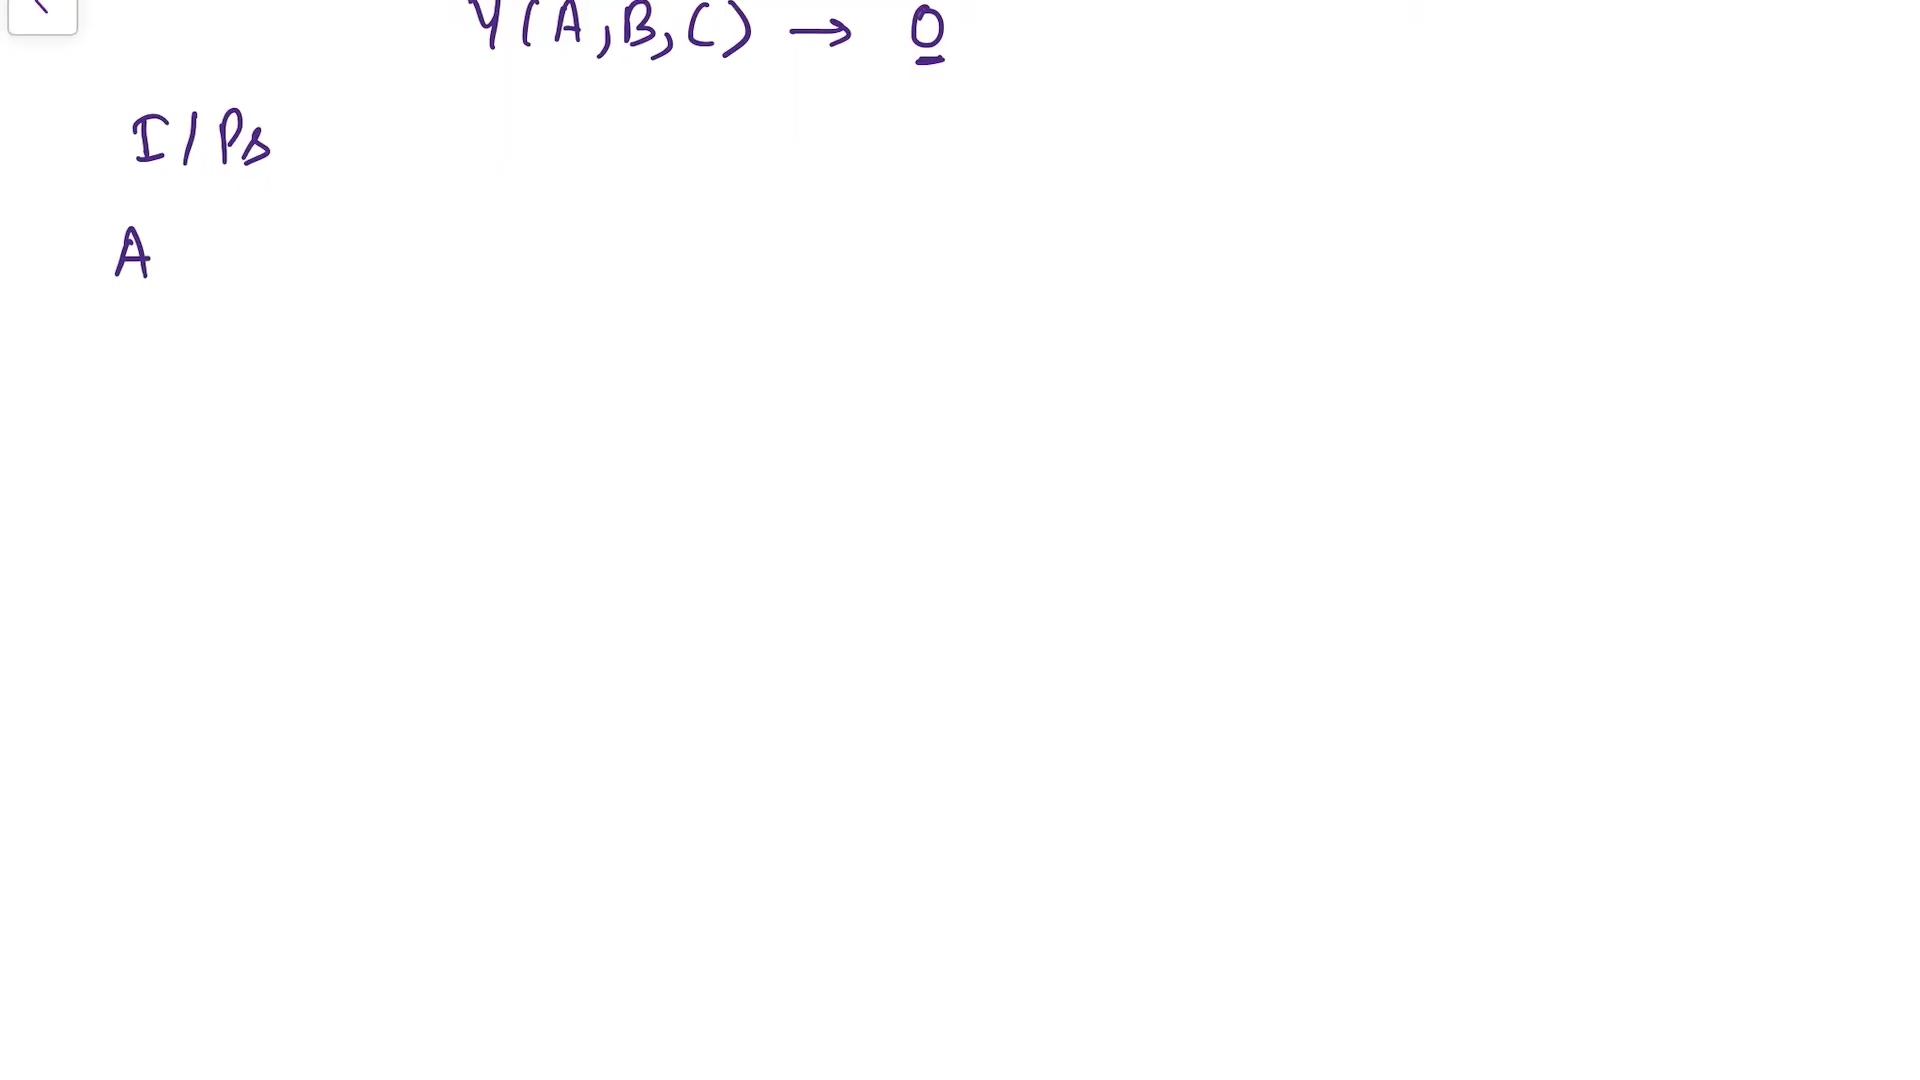 Y(A,B,C) → 0
I/Ps
A